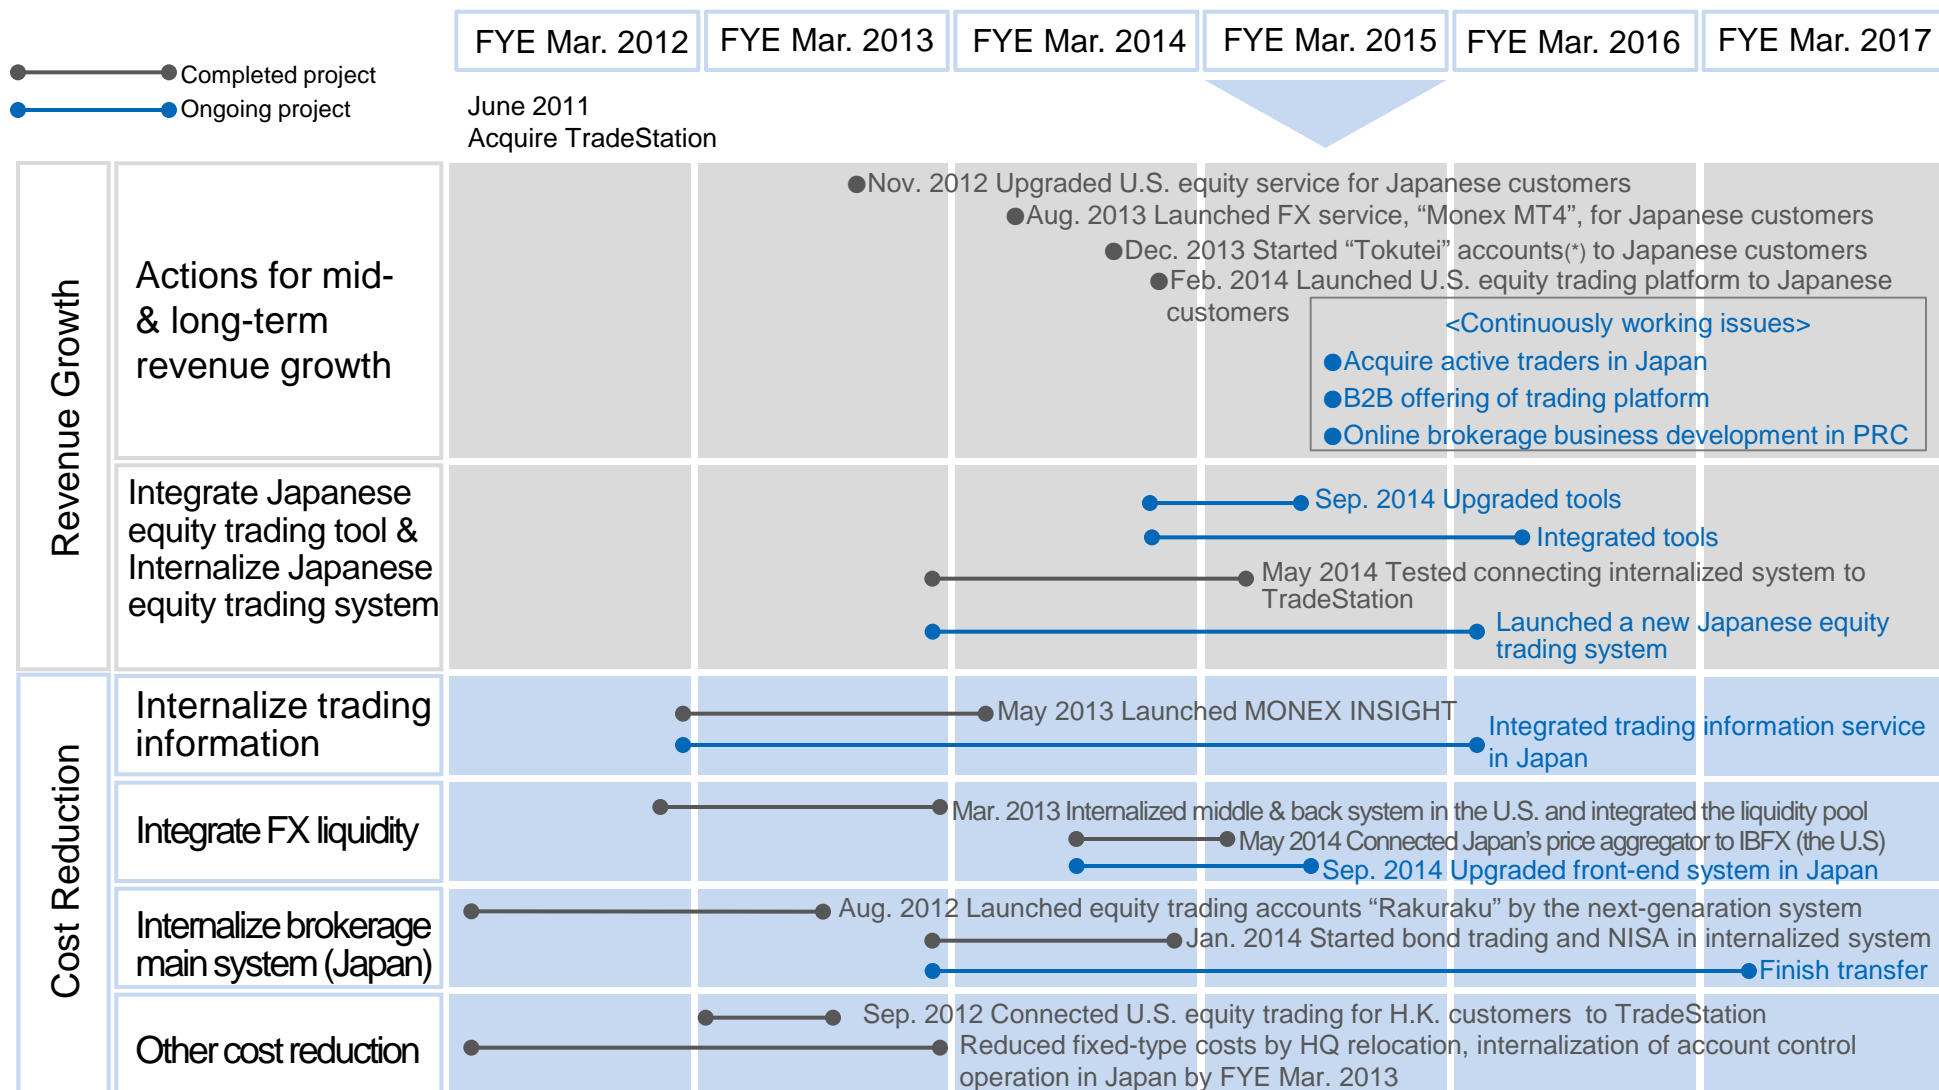 FYE Mar. 2012
FYE Mar. 2013
FYE Mar. 2014
FYE Mar. 2015
FYE Mar. 2016
FYE Mar. 2017
Completed project
Ongoing project
June 2011
Acquire TradeStation
Revenue Growth
Actions for mid-
& long-term
revenue growth
●Nov. 2012 Upgraded U.S. equity service for Japanese customers
●Aug. 2013 Launched FX service, “Monex MT4”, for Japanese customers
●Dec. 2013 Started “Tokutei” accounts(*) to Japanese customers
●Feb. 2014 Launched U.S. equity trading platform to Japanese
customers
<Continuously working issues>
●Acquire active traders in Japan
●B2B offering of trading platform
●Online brokerage business development in PRC
Integrate Japanese
equity trading tool &
Internalize Japanese
equity trading system
Sep. 2014 Upgraded tools
Integrated tools
May 2014 Tested connecting internalized system to
TradeStation
Launched a new Japanese equity
trading system
Cost Reduction
Internalize trading
information
May 2013 Launched MONEX INSIGHT
Integrated trading information service
in Japan
Integrate FX liquidity
Mar. 2013 Internalized middle & back system in the U.S. and integrated the liquidity pool
May 2014 Connected Japan's price aggregator to IBFX (the U.S)
Sep. 2014 Upgraded front-end system in Japan
Internalize brokerage
main system (Japan)
Aug. 2012 Launched equity trading accounts “Rakuraku” by the next-genaration system
Jan. 2014 Started bond trading and NISA in internalized system
Finish transfer
Other cost reduction
Sep. 2012 Connected U.S. equity trading for H.K. customers to TradeStation
Reduced fixed-type costs by HQ relocation, internalization of account control
operation in Japan by FYE Mar. 2013